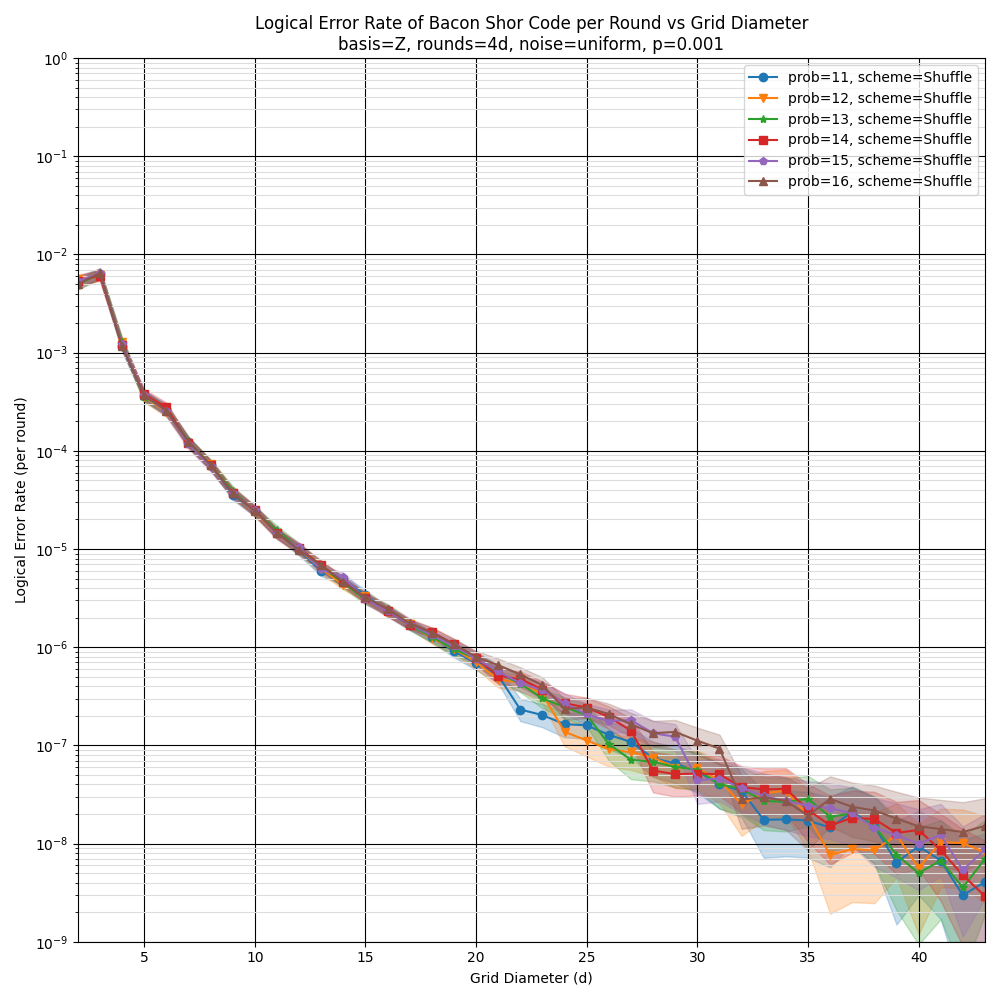 Logical Error Rate of Bacon Shor Code per Round vs Grid Diameter
basis=Z, rounds=4d, noise=uniform, p=0.001
prob=11, scheme=Shuffle
prob=12, scheme=Shuffle
prob=13, scheme=Shuffle
prob=14, scheme=Shuffle
prob=15, scheme=Shuffle
prob=16, scheme=Shuffle
Logical Error Rate (per round)
10⁰
10⁻¹
10⁻²
10⁻³
10⁻⁴
10⁻⁵
10⁻⁶
10⁻⁷
10⁻⁸
10⁻⁹
5 10 15 20 25 30 35 40
Grid Diameter (d)